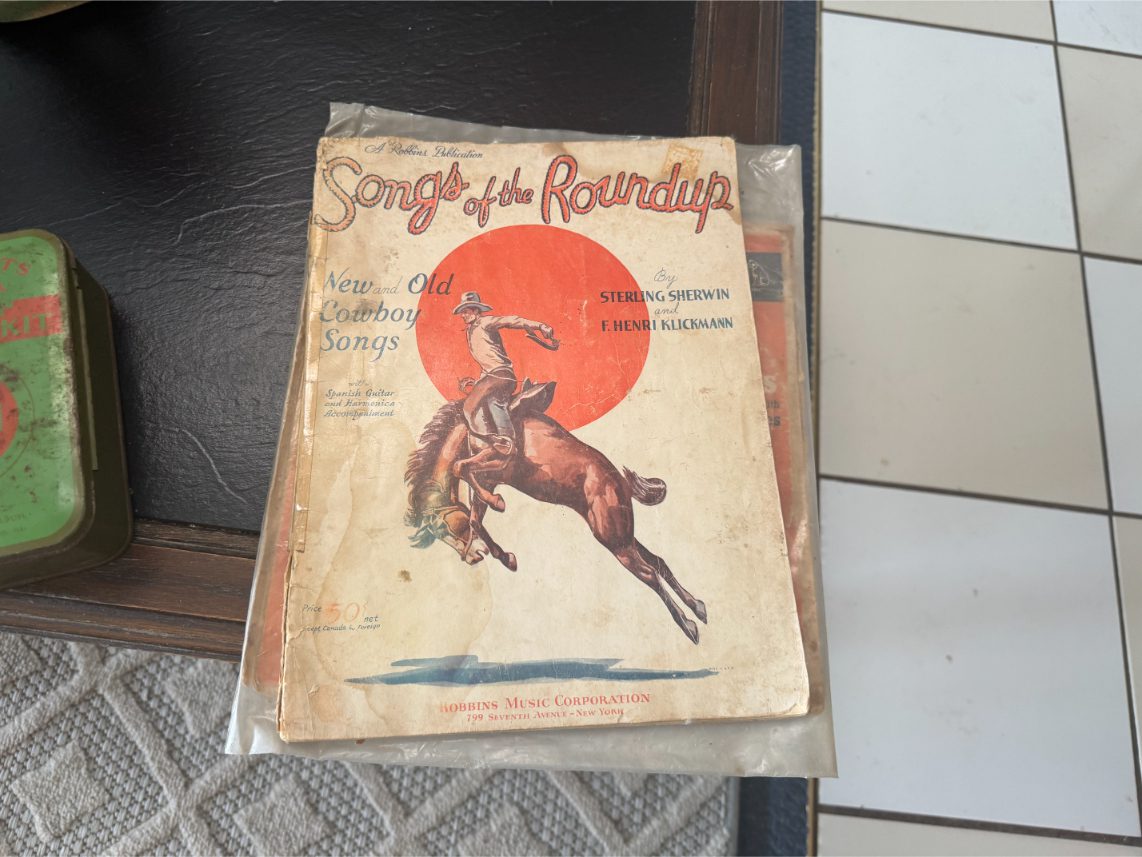 A Robbins Publication
Songs of the Roundup
New and Old
Cowboy
Songs
By
STERLING SHERWIN
and
F. HENRI KLICKMANN
with
Spanish Guitar
and Harmonica
Accompaniment
Price 50¢ net
except Canada & Foreign
ROBBINS MUSIC CORPORATION
799 SEVENTH AVENUE - NEW YORK
KIT